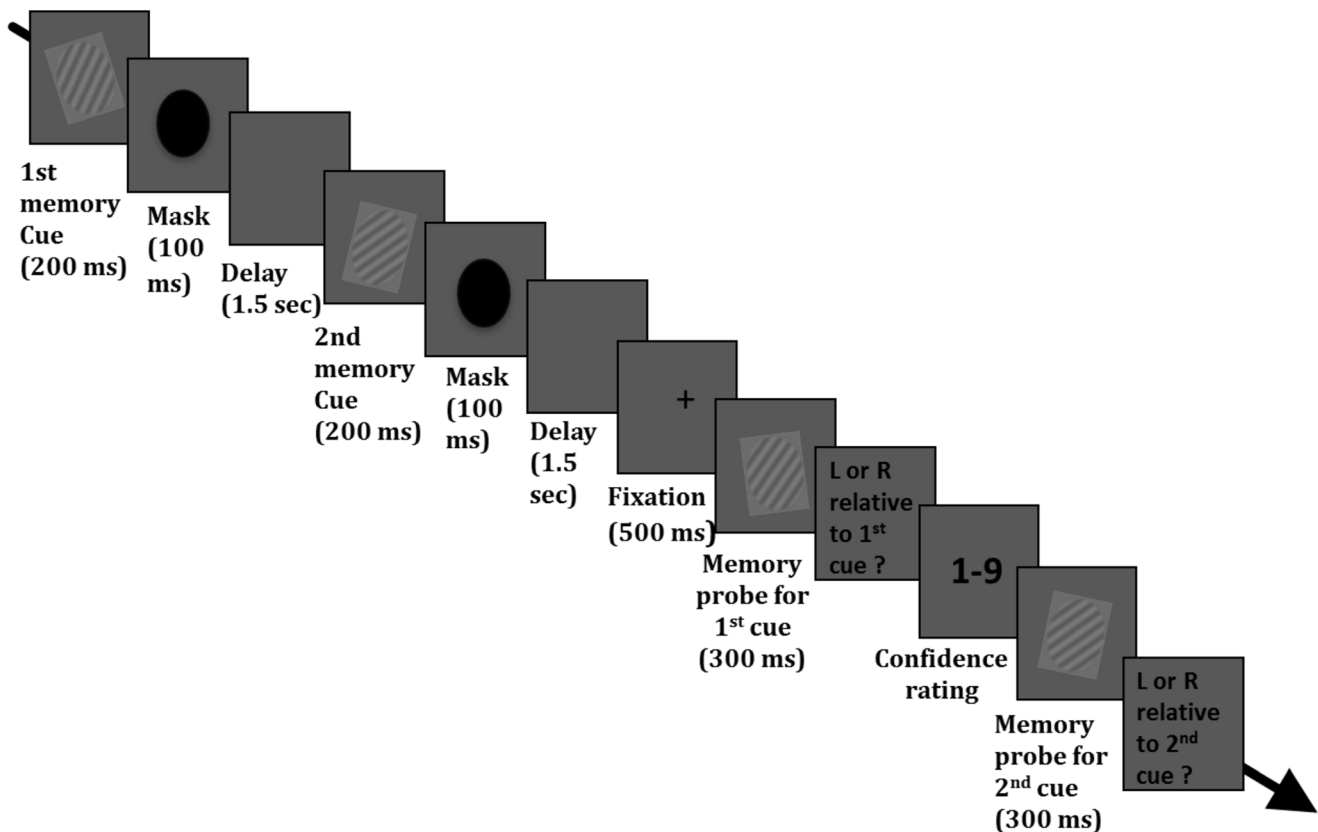 1st
memory
Cue
(200 ms)
Mask
(100
ms)
Delay
(1.5 sec)
2nd
memory
Cue
(200 ms)
Mask
(100
ms)
Delay
(1.5
sec)
+
Fixation
(500 ms)
Memory
probe for
1st cue
(300 ms)
L or R
relative
to 1st
cue ?
1-9
Confidence
rating
Memory
probe for
2nd cue
(300 ms)
L or R
relative
to 2nd
cue ?